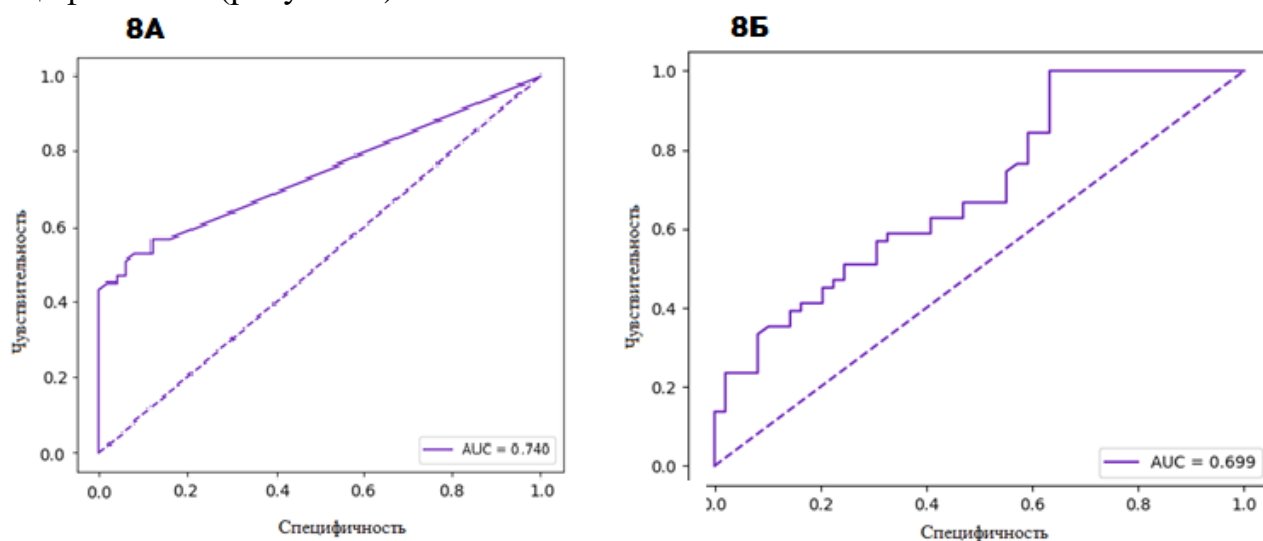 8А
8Б
1.0
0.8
0.6
0.4
0.2
0.0
Чувствительность
0.0 0.2 0.4 0.6 0.8 1.0
Специфичность
AUC = 0.740
1.0
0.8
0.6
0.4
0.2
0.0
Чувствительность
0.2 0.4 0.6 0.8 1.0
Специфичность
AUC = 0.699